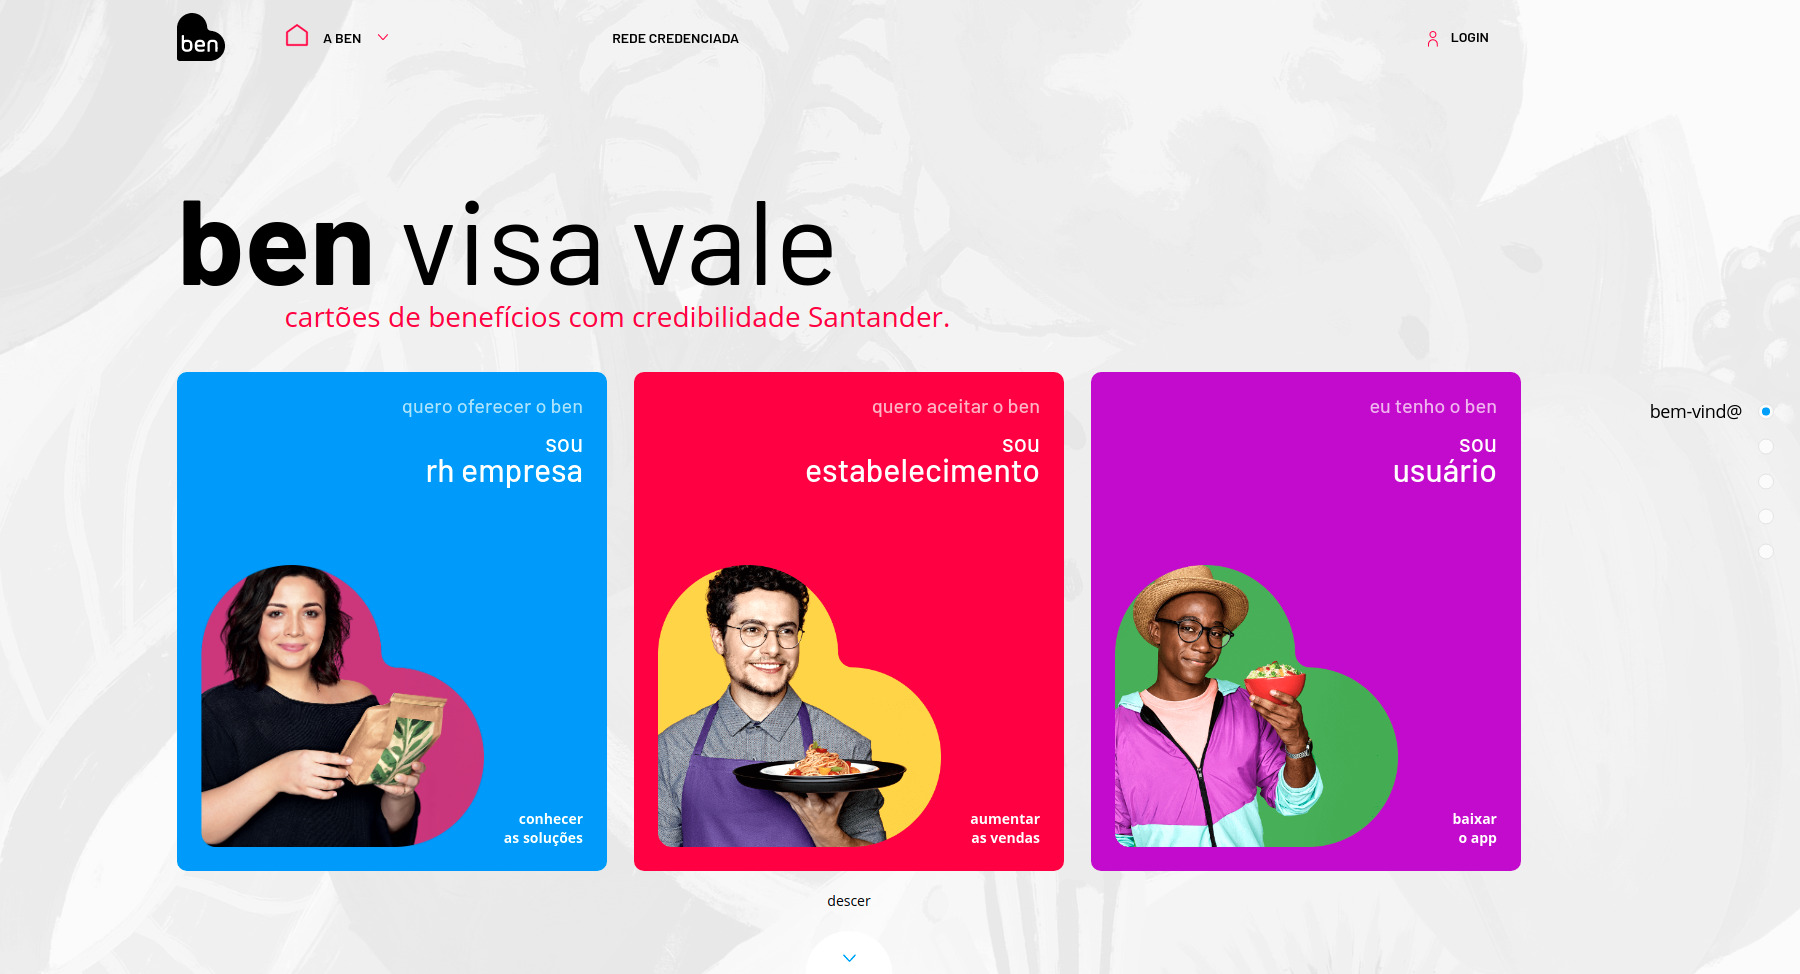 ben
A BEN
REDE CREDENCIADA
LOGIN
ben visa vale
cartões de benefícios com credibilidade Santander.
quero oferecer o ben
sou
rh empresa
conhecer
as soluções
quero aceitar o ben
sou
estabelecimento
aumentar
as vendas
eu tenho o ben
sou
usuário
baixar
o app
bem-vind@
descer